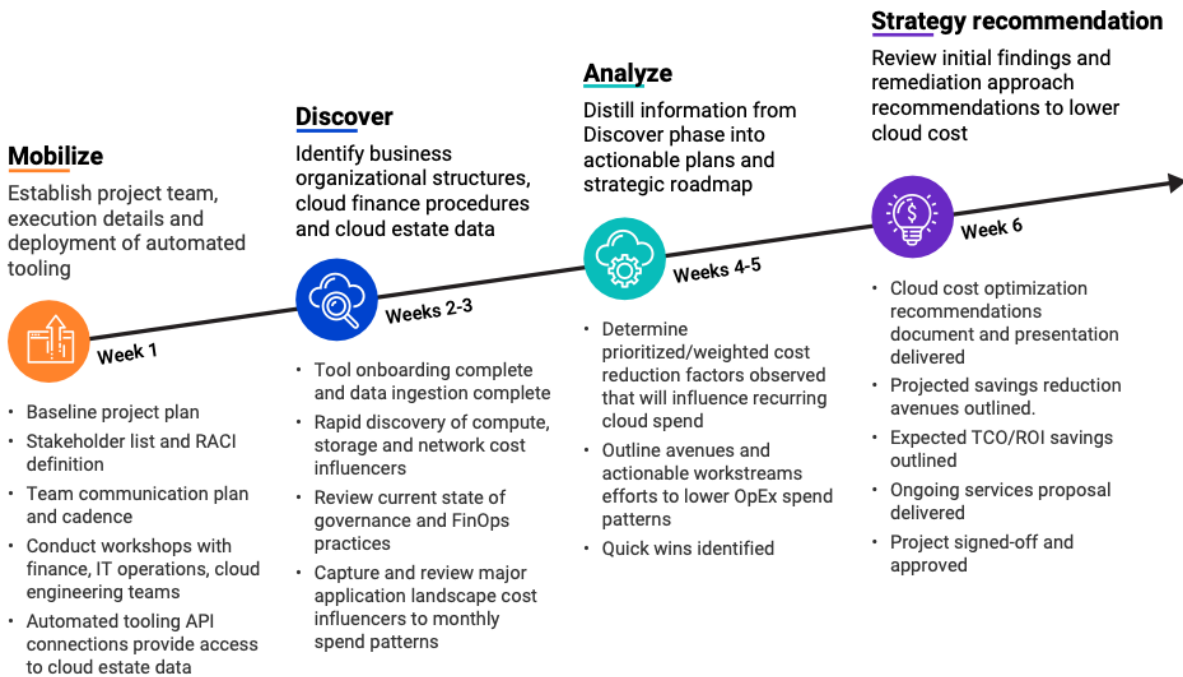 Mobilize
Establish project team,
execution details and
deployment of automated
tooling
Week 1
• Baseline project plan
• Stakeholder list and RACI
definition
• Team communication plan
and cadence
• Conduct workshops with
finance, IT operations, cloud
engineering teams
• Automated tooling API
connections provide access
to cloud estate data
Discover
Identify business
organizational structures,
cloud finance procedures
and cloud estate data
Weeks 2-3
• Tool onboarding complete
and data ingestion complete
• Rapid discovery of compute,
storage and network cost
influencers
• Review current state of
governance and FinOps
practices
• Capture and review major
application landscape cost
influencers to monthly
spend patterns
Analyze
Distill information from
Discover phase into
actionable plans and
strategic roadmap
Weeks 4-5
• Determine
prioritized/weighted cost
reduction factors observed
that will influence recurring
cloud spend
• Outline avenues and
actionable workstreams
efforts to lower OpEx spend
patterns
• Quick wins identified
Strategy recommendation
Review initial findings and
remediation approach
recommendations to lower
cloud cost
$
Week 6
• Cloud cost optimization
recommendations
document and presentation
delivered
• Projected savings reduction
avenues outlined.
• Expected TCO/ROI savings
outlined
• Ongoing services proposal
delivered
• Project signed-off and
approved